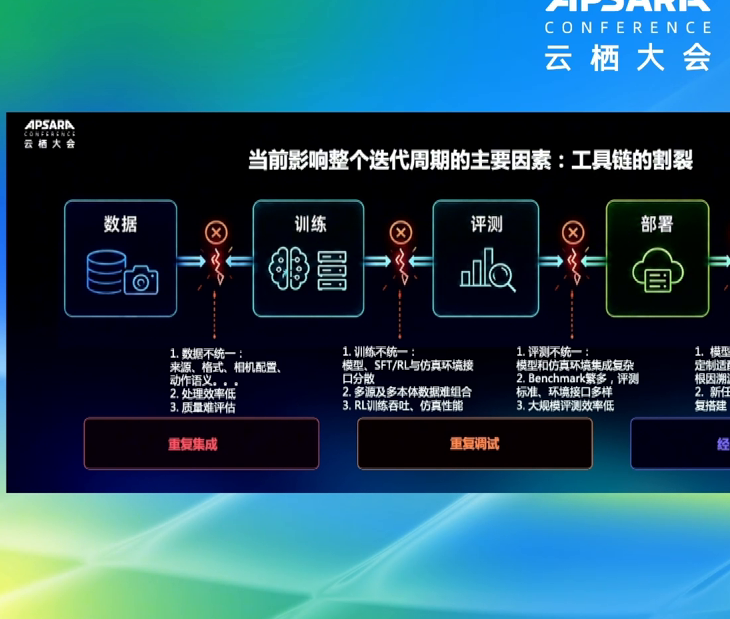 APSARA
CONFERENCE
云栖大会
APSARA
CONFERENCE
云栖大会
当前影响整个迭代周期的主要因素：工具链的割裂
数据
训练
评测
部署
1. 数据不统一：
来源、格式、相机配置、
动作语义。。。
2. 处理效率低
3. 质量难评估
1. 训练不统一：
模型、SFT/RL与仿真环境接
口分散
2. 多源及多本体数据难组合
3. RL训练吞吐、仿真性能
1. 评测不统一：
模型和仿真环境集成复杂
2. Benchmark繁多，评测
标准、环境接口多样
3. 大规模评测效率低
1. 模型
定制适配
根因溯
2. 新任
复搭建
重复集成
重复调试
经